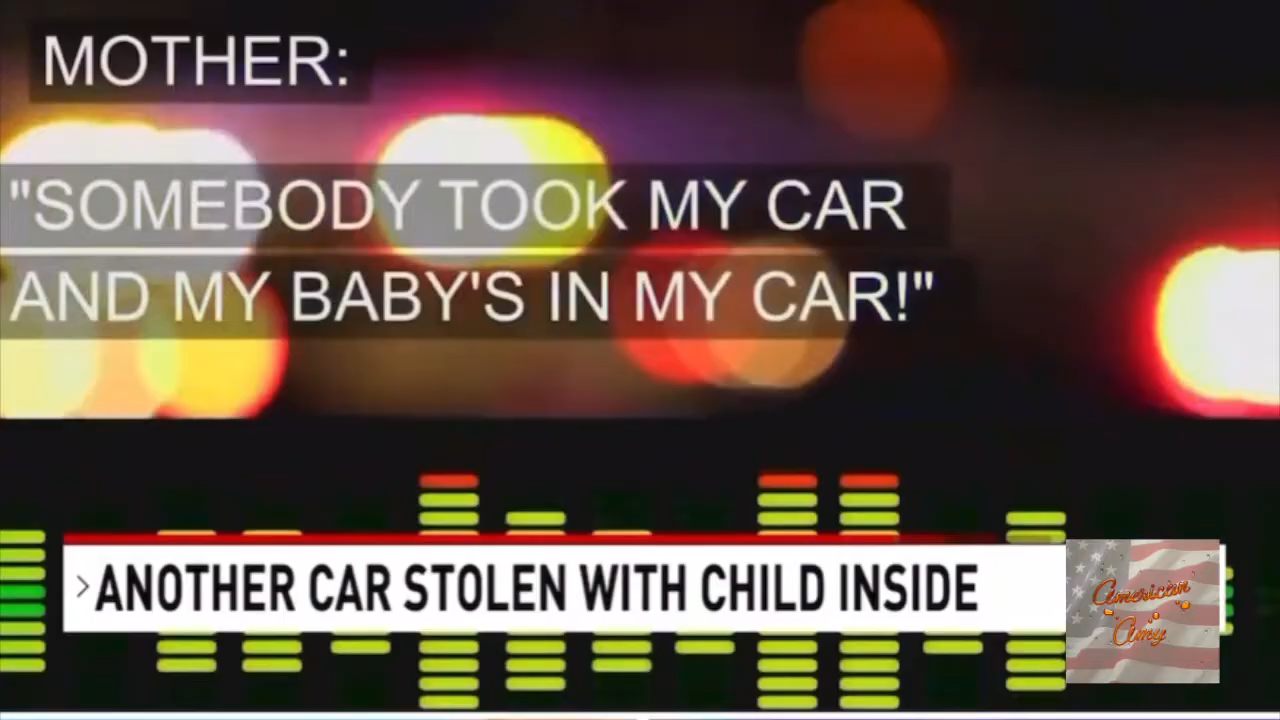 MOTHER:
"SOMEBODY TOOK MY CAR
AND MY BABY'S IN MY CAR!"
>ANOTHER CAR STOLEN WITH CHILD INSIDE
American
Amy